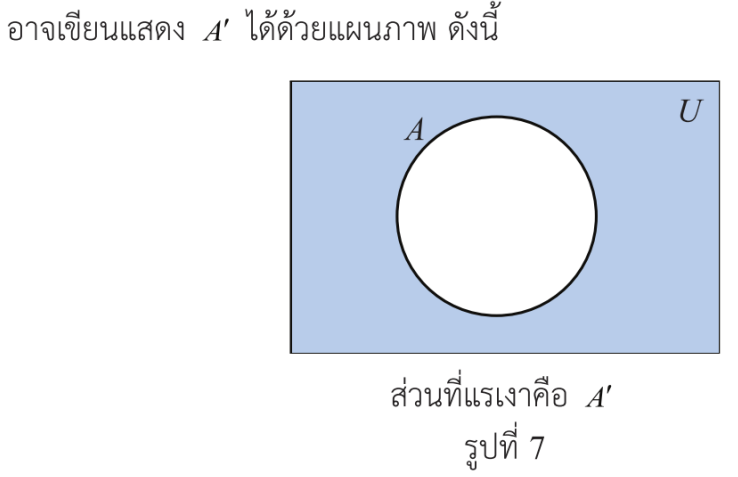 อาจเขียนแสดง A′ ได้ด้วยแผนภาพ ดังนี้
U
A
ส่วนที่แรเงาคือ A′
รูปที่ 7